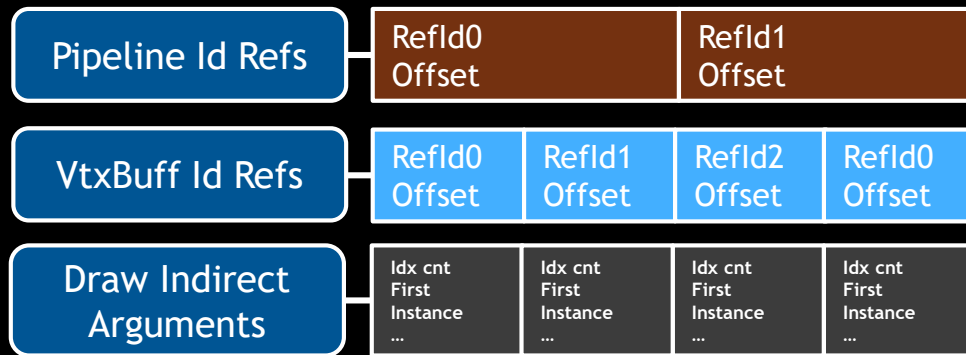 Pipeline Id Refs
RefId0
Offset
RefId1
Offset
VtxBuff Id Refs
RefId0
Offset
RefId1
Offset
RefId2
Offset
RefId0
Offset
Draw Indirect
Arguments
Idx cnt
First
Instance
...
Idx cnt
First
Instance
...
Idx cnt
First
Instance
...
Idx cnt
First
Instance
...